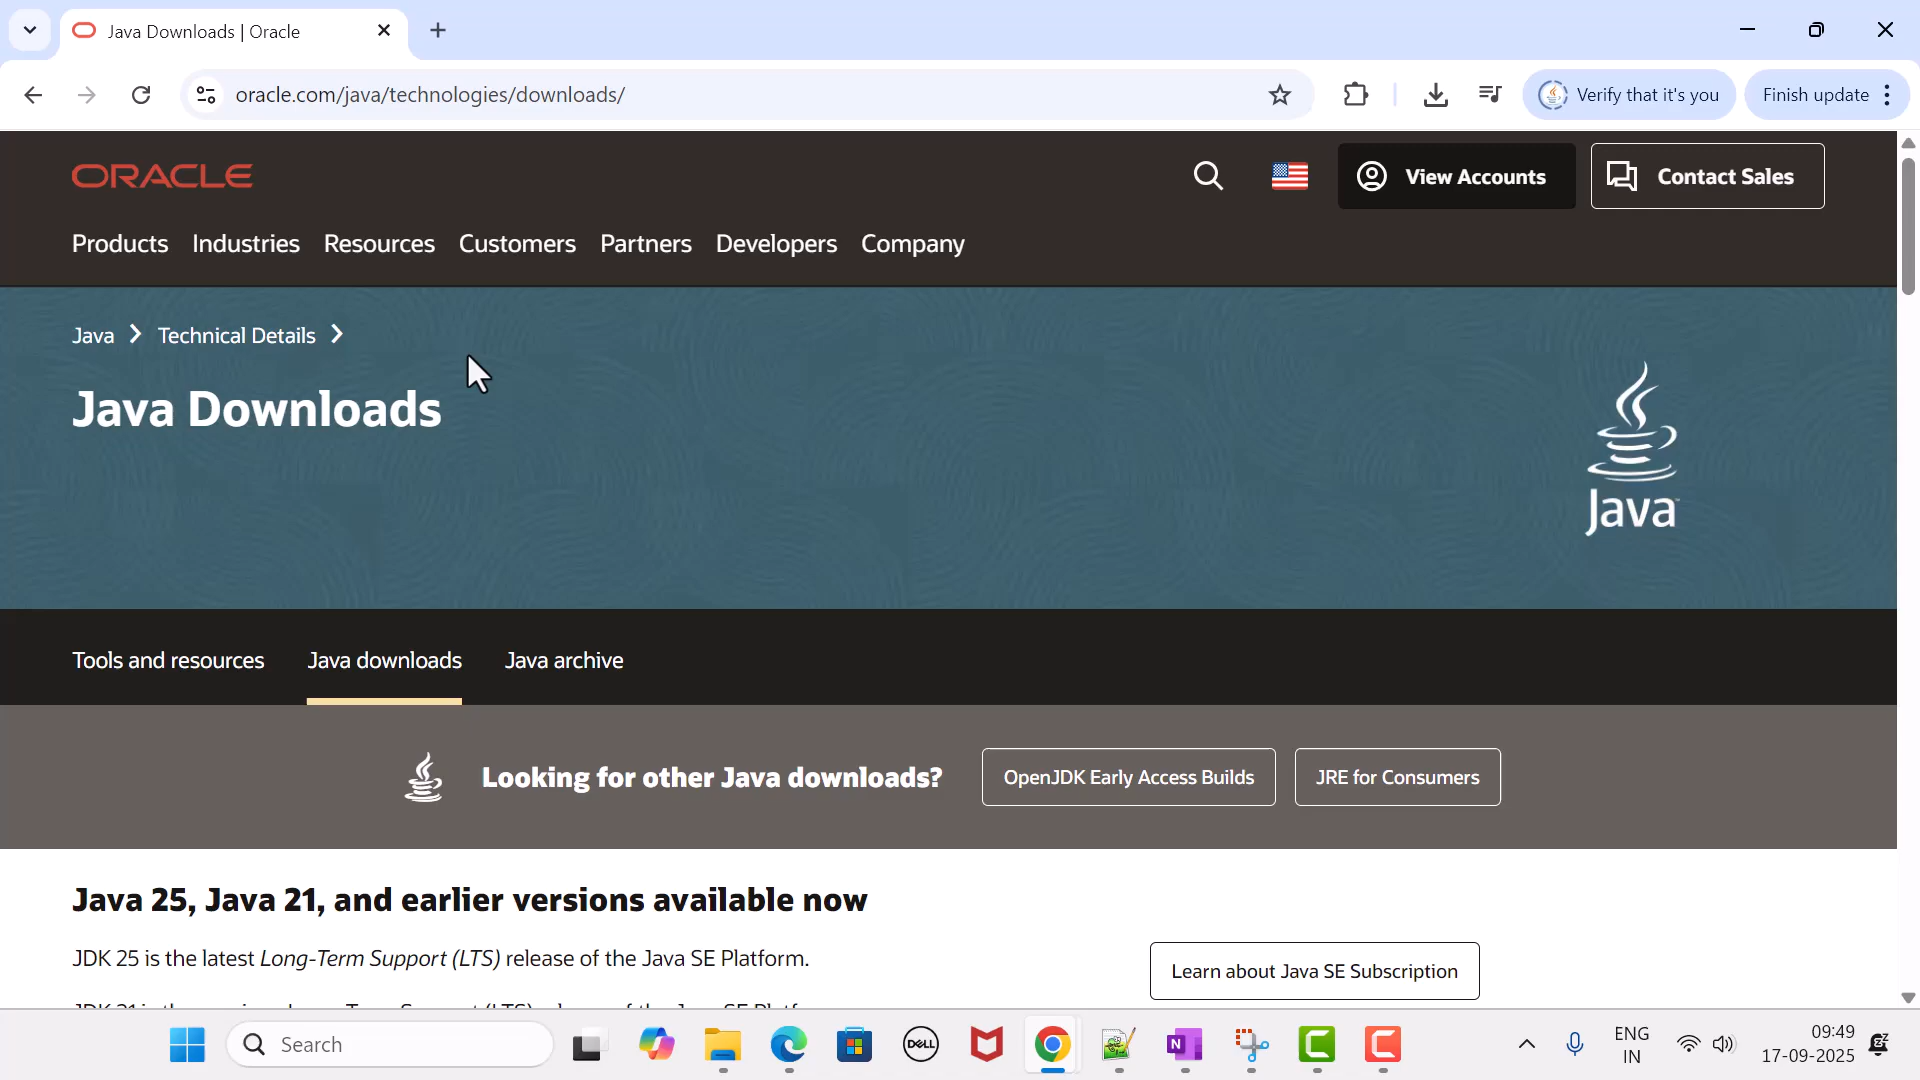 Java Downloads | Oracle
oracle.com/java/technologies/downloads/
Verify that it's you
Finish update
ORACLE
View Accounts
Contact Sales
Products Industries Resources Customers Partners Developers Company
Java Technical Details
Java Downloads
Java
Tools and resources Java downloads Java archive
Looking for other Java downloads? OpenJDK Early Access Builds JRE for Consumers
Java 25, Java 21, and earlier versions available now
JDK 25 is the latest Long-Term Support (LTS) release of the Java SE Platform.
Learn about Java SE Subscription
Search
DELL
ENG
IN
09:49
17-09-2025